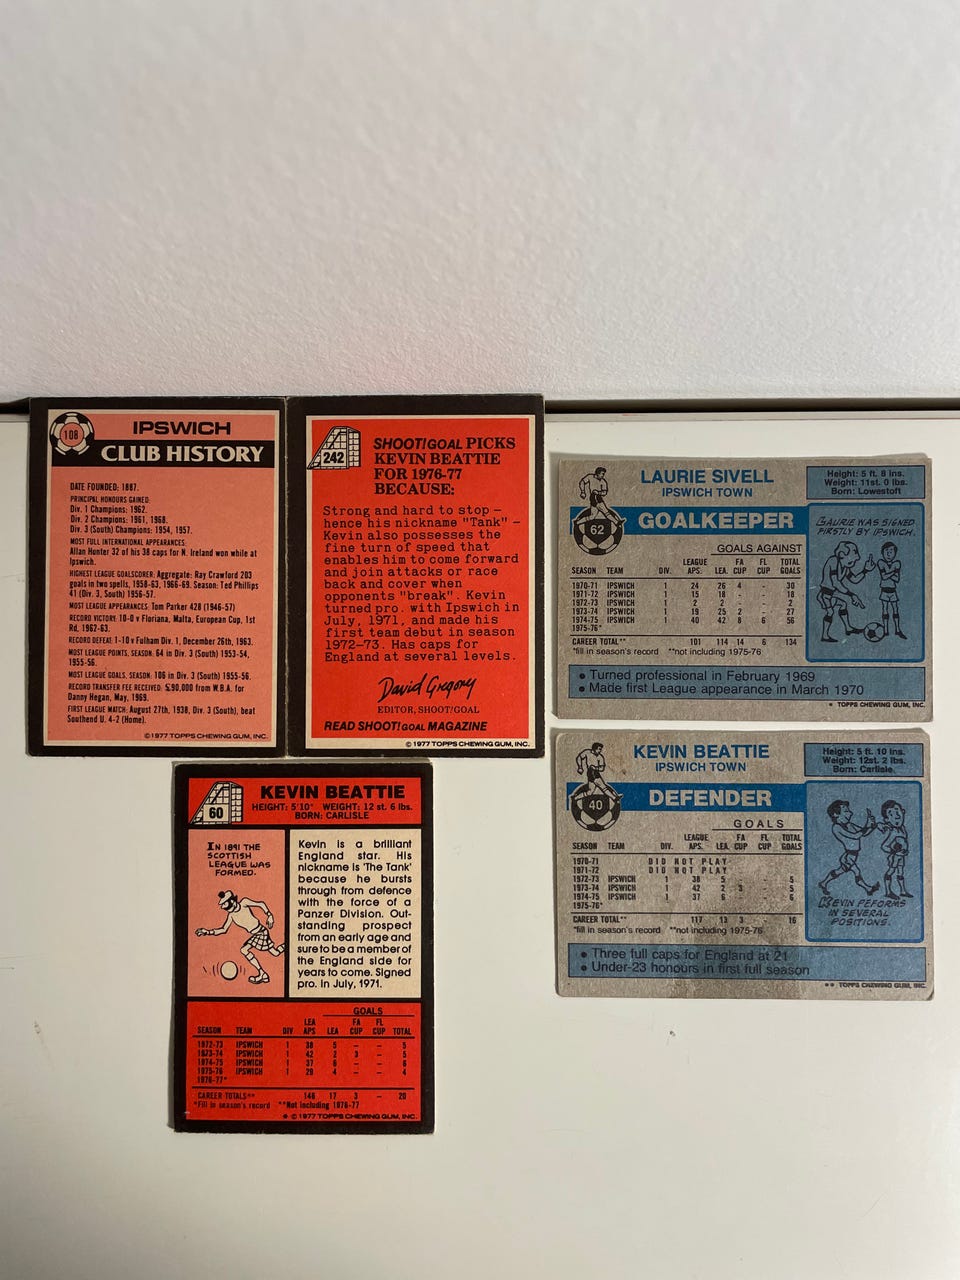 108
IPSWICH
CLUB HISTORY
DATE FOUNDED: 1887.
PRINCIPAL HONOURS GAINED:
Div. 1 Champions: 1962.
Div. 2 Champions: 1961, 1968.
Div. 3 (South) Champions: 1954, 1957.
MOST FULL INTERNATIONAL APPEARANCES:
Allan Hunter 32 of his 38 caps for N. Ireland won while at
Ipswich.
HIGHEST LEAGUE GOALSCORER: Aggregate: Ray Crawford 203
goals in two spells, 1958-63, 1966-69. Season: Ted Phillips
41 (Div. 3, South) 1956-57.
MOST LEAGUE APPEARANCES: Tom Parker 428 (1946-57)
RECORD VICTORY: 10-0 v Floriana, Malta, European Cup, 1st
Rd, 1962-63.
RECORD DEFEAT: 1-10 v Fulham Div. 1, December 26th, 1963.
MOST LEAGUE POINTS, SEASON: 64 in Div. 3 (South) 1953-54,
1955-56.
MOST LEAGUE GOALS, SEASON: 106 in Div. 3 (South) 1955-56.
RECORD TRANSFER FEE RECEIVED: £90,000 from W.B.A. for
Danny Hegan, May, 1969.
FIRST LEAGUE MATCH: August 27th, 1938, Div. 3 (South), beat
Southend U. 4-2 (Home).
© 1977 TOPPS CHEWING GUM, INC.
242
SHOOT!GOAL PICKS
KEVIN BEATTIE
FOR 1976-77
BECAUSE:
Strong and hard to stop –
hence his nickname "Tank" –
Kevin also possesses the
fine turn of speed that
enables him to come forward
and join attacks or race
back and cover when
opponents "break". Kevin
turned pro. with Ipswich in
July, 1971, and made his
first team debut in season
1972–73. Has caps for
England at several levels.
David Gregory
EDITOR, SHOOT!/GOAL
READ SHOOT!GOAL MAGAZINE
© 1977 TOPPS CHEWING GUM, INC.
60
KEVIN BEATTIE
HEIGHT: 5'10" WEIGHT: 12 st. 6 lbs.
BORN: CARLISLE
IN 1891 THE
SCOTTISH
LEAGUE WAS
FORMED.
Kevin is a brilliant
England star. His
nickname is 'The Tank'
because he bursts
through from defence
with the force of a
Panzer Division. Out-
standing prospect
from an early age and
sure to be a member of
the England side for
years to come. Signed
pro. In July, 1971.
GOALS
LEA FA FL
SEASON TEAM DIV APS LEA CUP CUP TOTAL
1972-73 IPSWICH 1 38 5 – – 5
1973-74 IPSWICH 1 42 2 3 – 5
1974-75 IPSWICH 1 37 6 – – 6
1975-76 IPSWICH 1 29 4 – – 4
1976-77*
CAREER TOTALS** 146 17 3 – 20
*Fill in season's record **Not including 1976-77
* © 1977 TOPPS CHEWING GUM, INC.
62
LAURIE SIVELL
IPSWICH TOWN
GOALKEEPER
Height: 5 ft. 8 ins.
Weight: 11st. 0 lbs.
Born: Lowestoft
LAURIE WAS SIGNED
FIRSTLY BY IPSWICH.
GOALS AGAINST
LEAGUE FA FL TOTAL
SEASON TEAM DIV. APS. LEA. CUP CUP GOALS
1970-71 IPSWICH 1 24 26 4 - 30
1971-72 IPSWICH 1 15 18 - - 18
1972-73 IPSWICH 1 2 2 - - 2
1973-74 IPSWICH 1 19 25 2 - 27
1974-75 IPSWICH 1 40 42 8 6 56
1975-76*
CAREER TOTAL** 101 114 14 6 134
*fill in season's record **not including 1975-76
• Turned professional in February 1969
• Made first League appearance in March 1970
* TOPPS CHEWING GUM, INC.
40
KEVIN BEATTIE
IPSWICH TOWN
DEFENDER
Height: 5 ft. 10 ins.
Weight: 12st. 2 lbs.
Born: Carlisle
GOALS
LEAGUE FA FL TOTAL
SEASON TEAM DIV. APS. LEA. CUP CUP GOALS
1970-71 DID NOT PLAY
1971-72 DID NOT PLAY
1972-73 IPSWICH 1 38 5 - - 5
1973-74 IPSWICH 1 42 2 3 - 5
1974-75 IPSWICH 1 37 6 - - 6
1975-76*
CAREER TOTAL** 117 13 3 - 16
*fill in season's record **not including 1975-76
KEVIN PEFORMS
IN SEVERAL
POSITIONS.
• Three full caps for England at 21
• Under-23 honours in first full season
** TOPPS CHEWING GUM, INC.